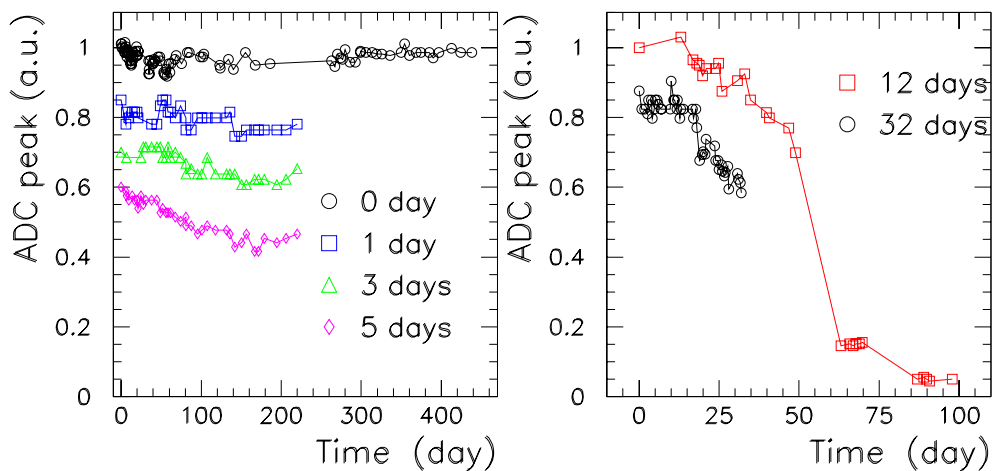 ADC peak (a.u.)
1
0.8
0.6
0.4
0.2
0
0 day
1 day
3 days
5 days
0 100 200 300 400
Time (day)
ADC peak (a.u.)
1
0.8
0.6
0.4
0.2
0
12 days
32 days
0 25 50 75 100
Time (day)